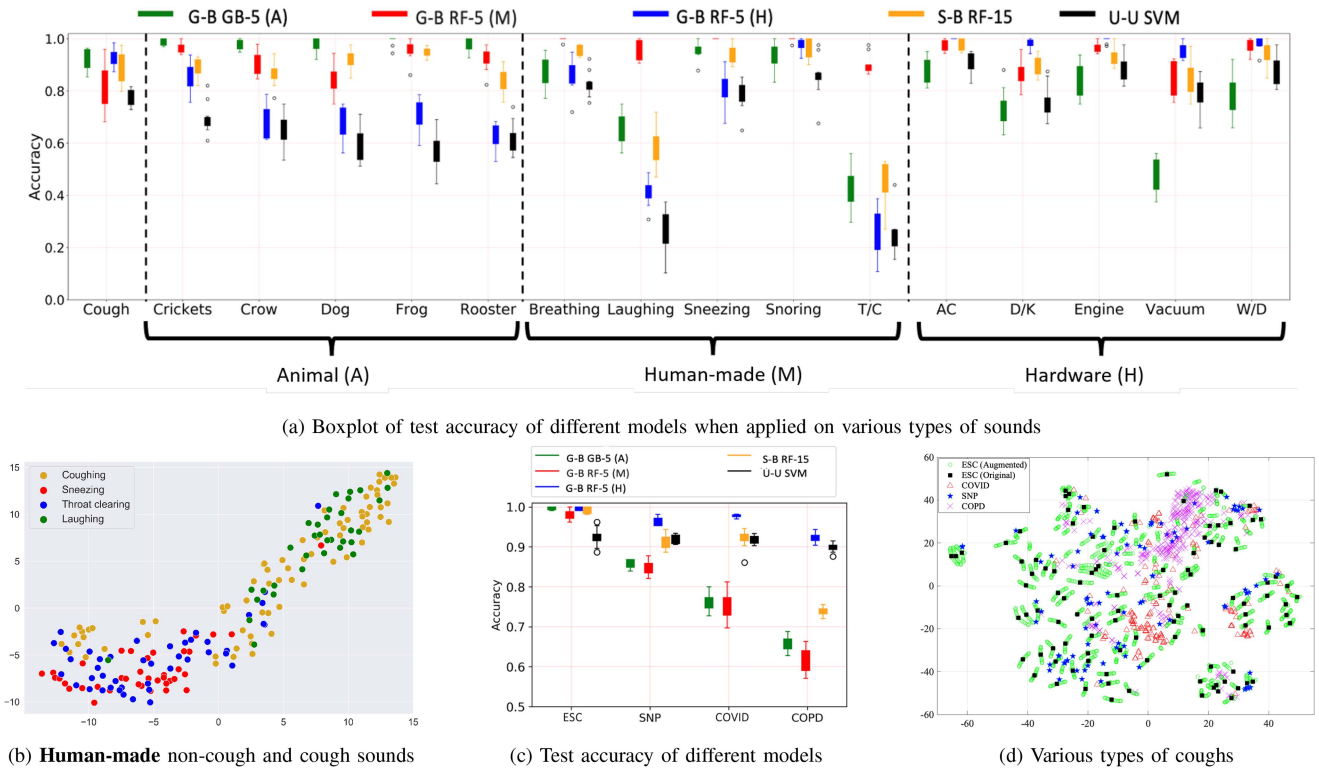 G-B GB-5 (A) G-B RF-5 (M) G-B RF-5 (H) S-B RF-15 U-U SVM
1.0
0.8
0.6
0.4
0.2
0.0
Accuracy
Cough Crickets Crow Dog Frog Rooster Breathing Laughing Sneezing Snoring T/C AC D/K Engine Vacuum W/D
Animal (A) Human-made (M) Hardware (H)
(a) Boxplot of test accuracy of different models when applied on various types of sounds
15
10
5
0
−5
−10
Coughing
Sneezing
Throat clearing
Laughing
−10 −5 0 5 10 15
(b) Human-made non-cough and cough sounds
G-B GB-5 (A) S-B RF-15
G-B RF-5 (M) U-U SVM
G-B RF-5 (H)
1.0
0.9
0.8
0.7
0.6
0.5
Accuracy
ESC SNP COVID COPD
(c) Test accuracy of different models
60
40
20
0
-20
-40
-60
ESC (Augmented)
ESC (Original)
COVID
SNP
COPD
-60 -40 -20 0 20 40
(d) Various types of coughs